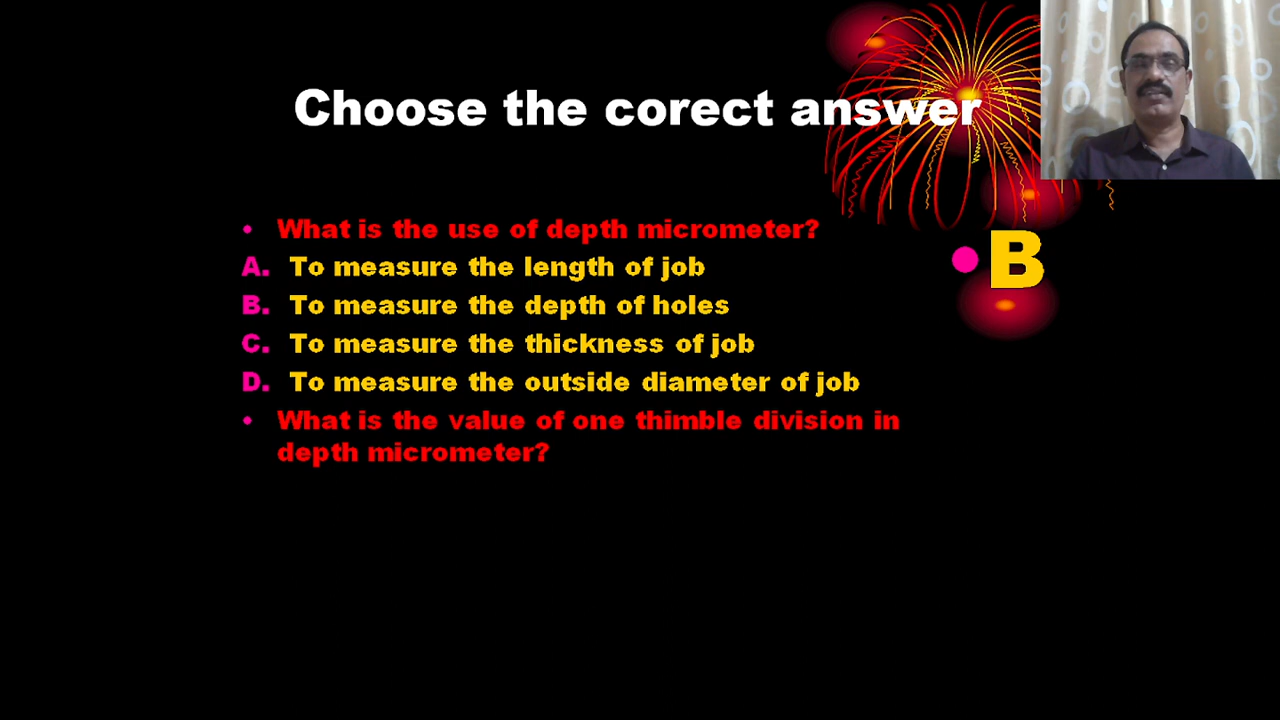 Choose the corect answer
• What is the use of depth micrometer?
A. To measure the length of job
B. To measure the depth of holes
C. To measure the thickness of job
D. To measure the outside diameter of job
• What is the value of one thimble division in
depth micrometer?
• B